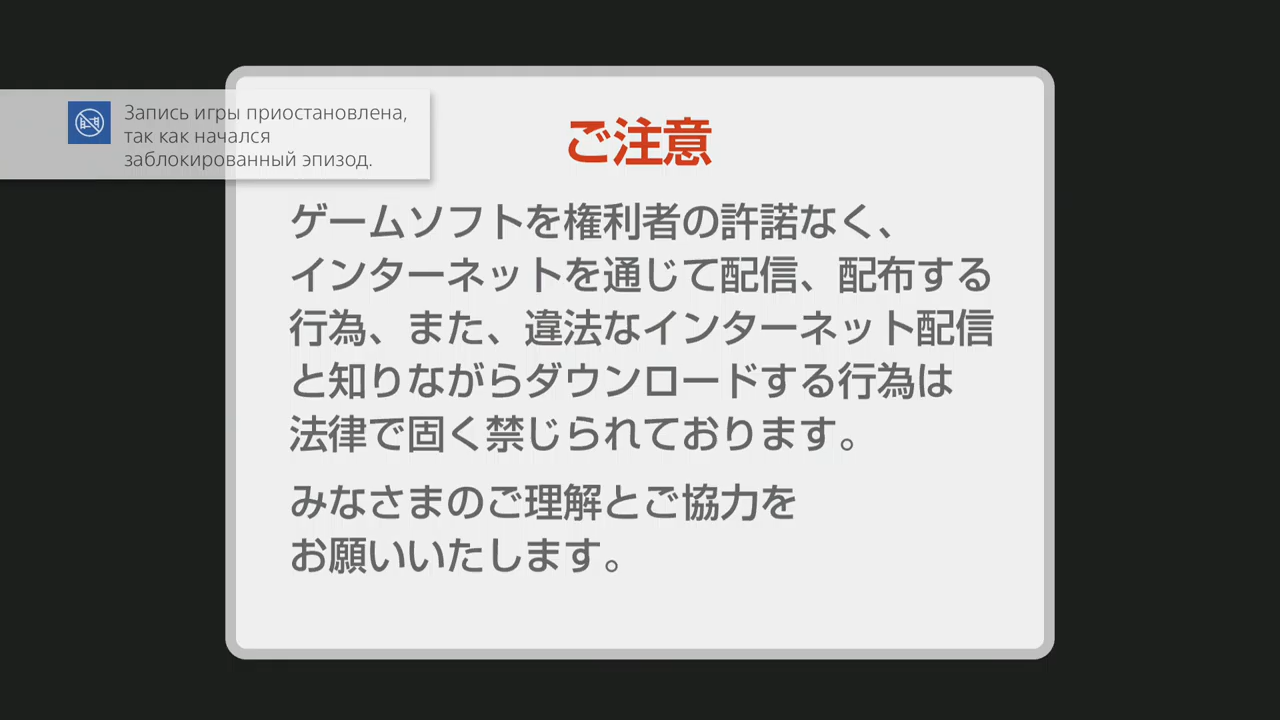 Запись игры приостановлена,
так как начался
заблокированный эпизод.
ご注意
ゲームソフトを権利者の許諾なく、
インターネットを通じて配信、配布する
行為、また、違法なインターネット配信
と知りながらダウンロードする行為は
法律で固く禁じられております。
みなさまのご理解とご協力を
お願いいたします。